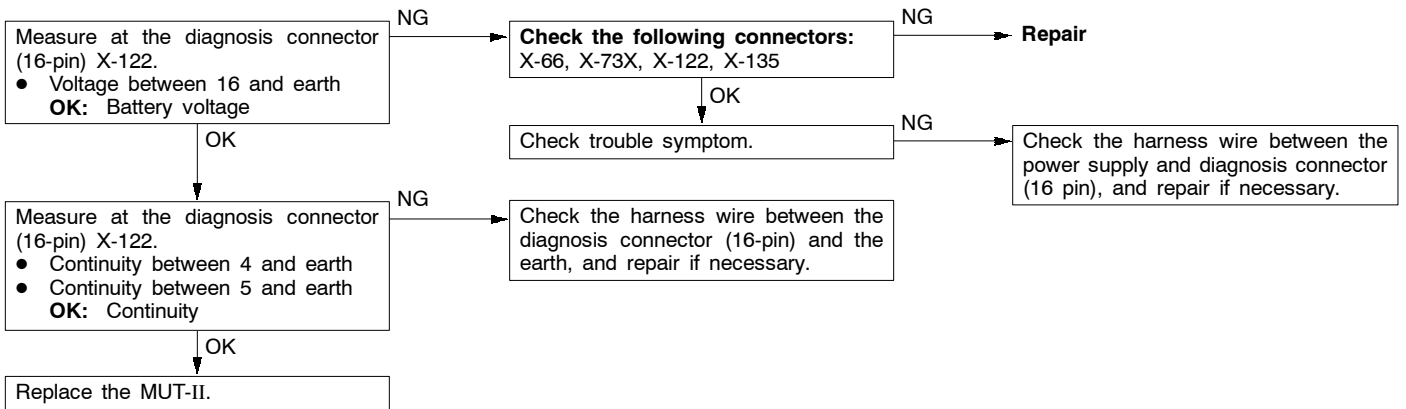 Measure at the diagnosis connector
(16-pin) X-122.
● Voltage between 16 and earth
OK: Battery voltage
NG
Check the following connectors:
X-66, X-73X, X-122, X-135
NG
Repair
OK
OK
Check trouble symptom.
NG
Check the harness wire between the
power supply and diagnosis connector
(16 pin), and repair if necessary.
Measure at the diagnosis connector
(16-pin) X-122.
● Continuity between 4 and earth
● Continuity between 5 and earth
OK: Continuity
NG
Check the harness wire between the
diagnosis connector (16-pin) and the
earth, and repair if necessary.
OK
Replace the MUT-II.